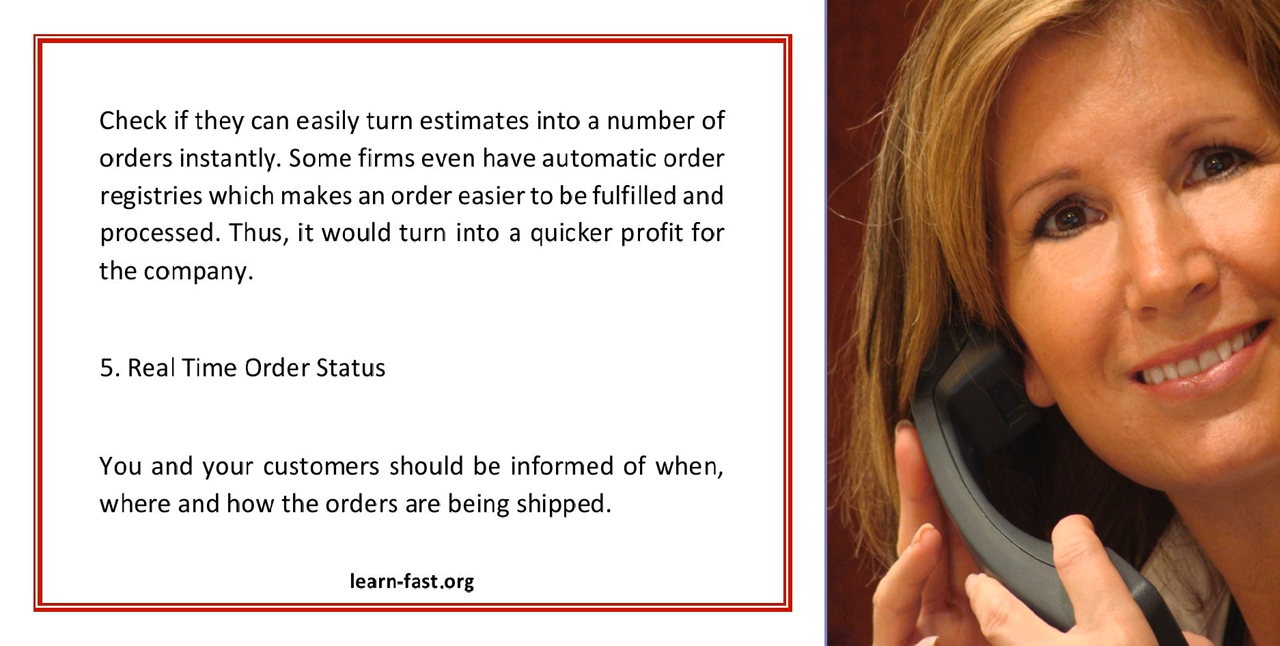 Check if they can easily turn estimates into a number of
orders instantly. Some firms even have automatic order
registries which makes an order easier to be fulfilled and
processed. Thus, it would turn into a quicker profit for
the company.
5. Real Time Order Status
You and your customers should be informed of when,
where and how the orders are being shipped.
learn-fast.org